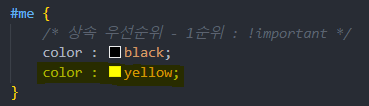 #me {
/* 상속 우선순위 - 1순위 : !important */
color : black;
color : yellow;
}